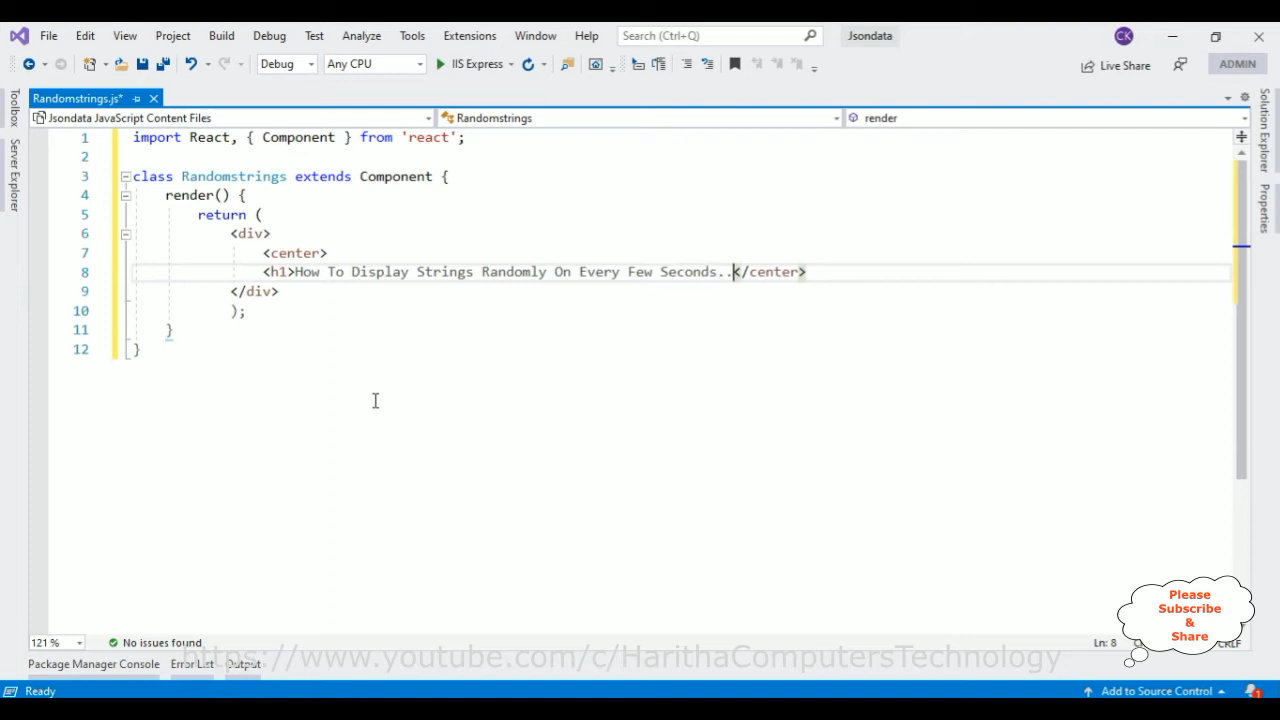 File Edit View Project Build Debug Test Analyze Tools Extensions Window Help Search (Ctrl+Q) Jsondata CK
Debug Any CPU IIS Express Live Share ADMIN
Randomstrings.js*
Jsondata JavaScript Content Files Randomstrings render
Toolbox
Server Explorer
Solution Explorer
Properties
1 import React, { Component } from 'react';
2
3 class Randomstrings extends Component {
4 render() {
5 return (
6 <div>
7 <center>
8 <h1>How To Display Strings Randomly On Every Few Seconds..</center>
9 </div>
10 );
11 }
12 }
Please
Subscribe
&
Share
121 % No issues found Ln: 8 CRLF
https://www.youtube.com/c/HarithaComputersTechnology
Package Manager Console Error List Output
Ready Add to Source Control 1